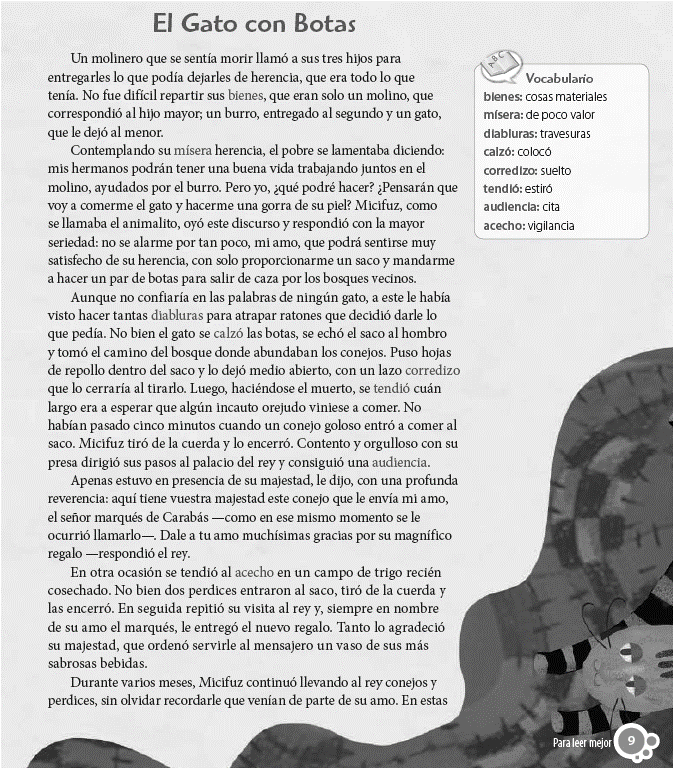 El Gato con Botas
Un molinero que se sentía morir llamó a sus tres hijos para
entregarles lo que podía dejarles de herencia, que era todo lo que
tenía. No fue difícil repartir sus bienes, que eran solo un molino, que
correspondió al hijo mayor; un burro, entregado al segundo y un gato,
que le dejó al menor.
Contemplando su mísera herencia, el pobre se lamentaba diciendo:
mis hermanos podrán tener una buena vida trabajando juntos en el
molino, ayudados por el burro. Pero yo, ¿qué podré hacer? ¿Pensarán que
voy a comerme el gato y hacerme una gorra de su piel? Micifuz, como
se llamaba el animalito, oyó este discurso y respondió con la mayor
seriedad: no se alarme por tan poco, mi amo, que podrá sentirse muy
satisfecho de su herencia, con solo proporcionarme un saco y mandarme
a hacer un par de botas para salir de caza por los bosques vecinos.
Aunque no confiaría en las palabras de ningún gato, a este le había
visto hacer tantas diabluras para atrapar ratones que decidió darle lo
que pedía. No bien el gato se calzó las botas, se echó el saco al hombro
y tomó el camino del bosque donde abundaban los conejos. Puso hojas
de repollo dentro del saco y lo dejó medio abierto, con un lazo corredizo
que lo cerraría al tirarlo. Luego, haciéndose el muerto, se tendió cuán
largo era a esperar que algún incauto orejudo viniese a comer. No
habían pasado cinco minutos cuando un conejo goloso entró a comer al
saco. Micifuz tiró de la cuerda y lo encerró. Contento y orgulloso con su
presa dirigió sus pasos al palacio del rey y consiguió una audiencia.
Apenas estuvo en presencia de su majestad, le dijo, con una profunda
reverencia: aquí tiene vuestra majestad este conejo que le envía mi amo,
el señor marqués de Carabás —como en ese mismo momento se le
ocurrió llamarlo—. Dale a tu amo muchísimas gracias por su magnífico
regalo —respondió el rey.
En otra ocasión se tendió al acecho en un campo de trigo recién
cosechado. No bien dos perdices entraron al saco, tiró de la cuerda y
las encerró. En seguida repitió su visita al rey y, siempre en nombre
de su amo el marqués, le entregó el nuevo regalo. Tanto lo agradeció
su majestad, que ordenó servirle al mensajero un vaso de sus más
sabrosas bebidas.
Durante varios meses, Micifuz continuó llevando al rey conejos y
perdices, sin olvidar recordarle que venían de parte de su amo. En estas
ABC
Vocabulario
bienes: cosas materiales
mísera: de poco valor
diabluras: travesuras
calzó: colocó
corredizo: suelto
tendió: estiró
audiencia: cita
acecho: vigilancia
Para leer mejor 9